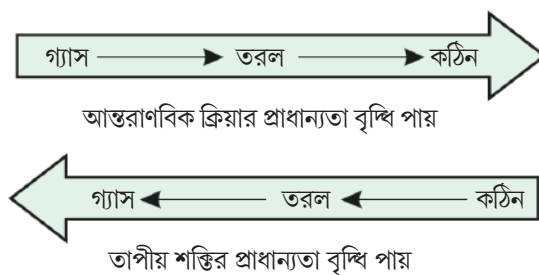 গ্যাস তরল কঠিন
আন্তরাণবিক ক্রিয়ার প্রাধান্যতা বৃদ্ধি পায়
গ্যাস তরল কঠিন
তাপীয় শক্তির প্রাধান্যতা বৃদ্ধি পায়